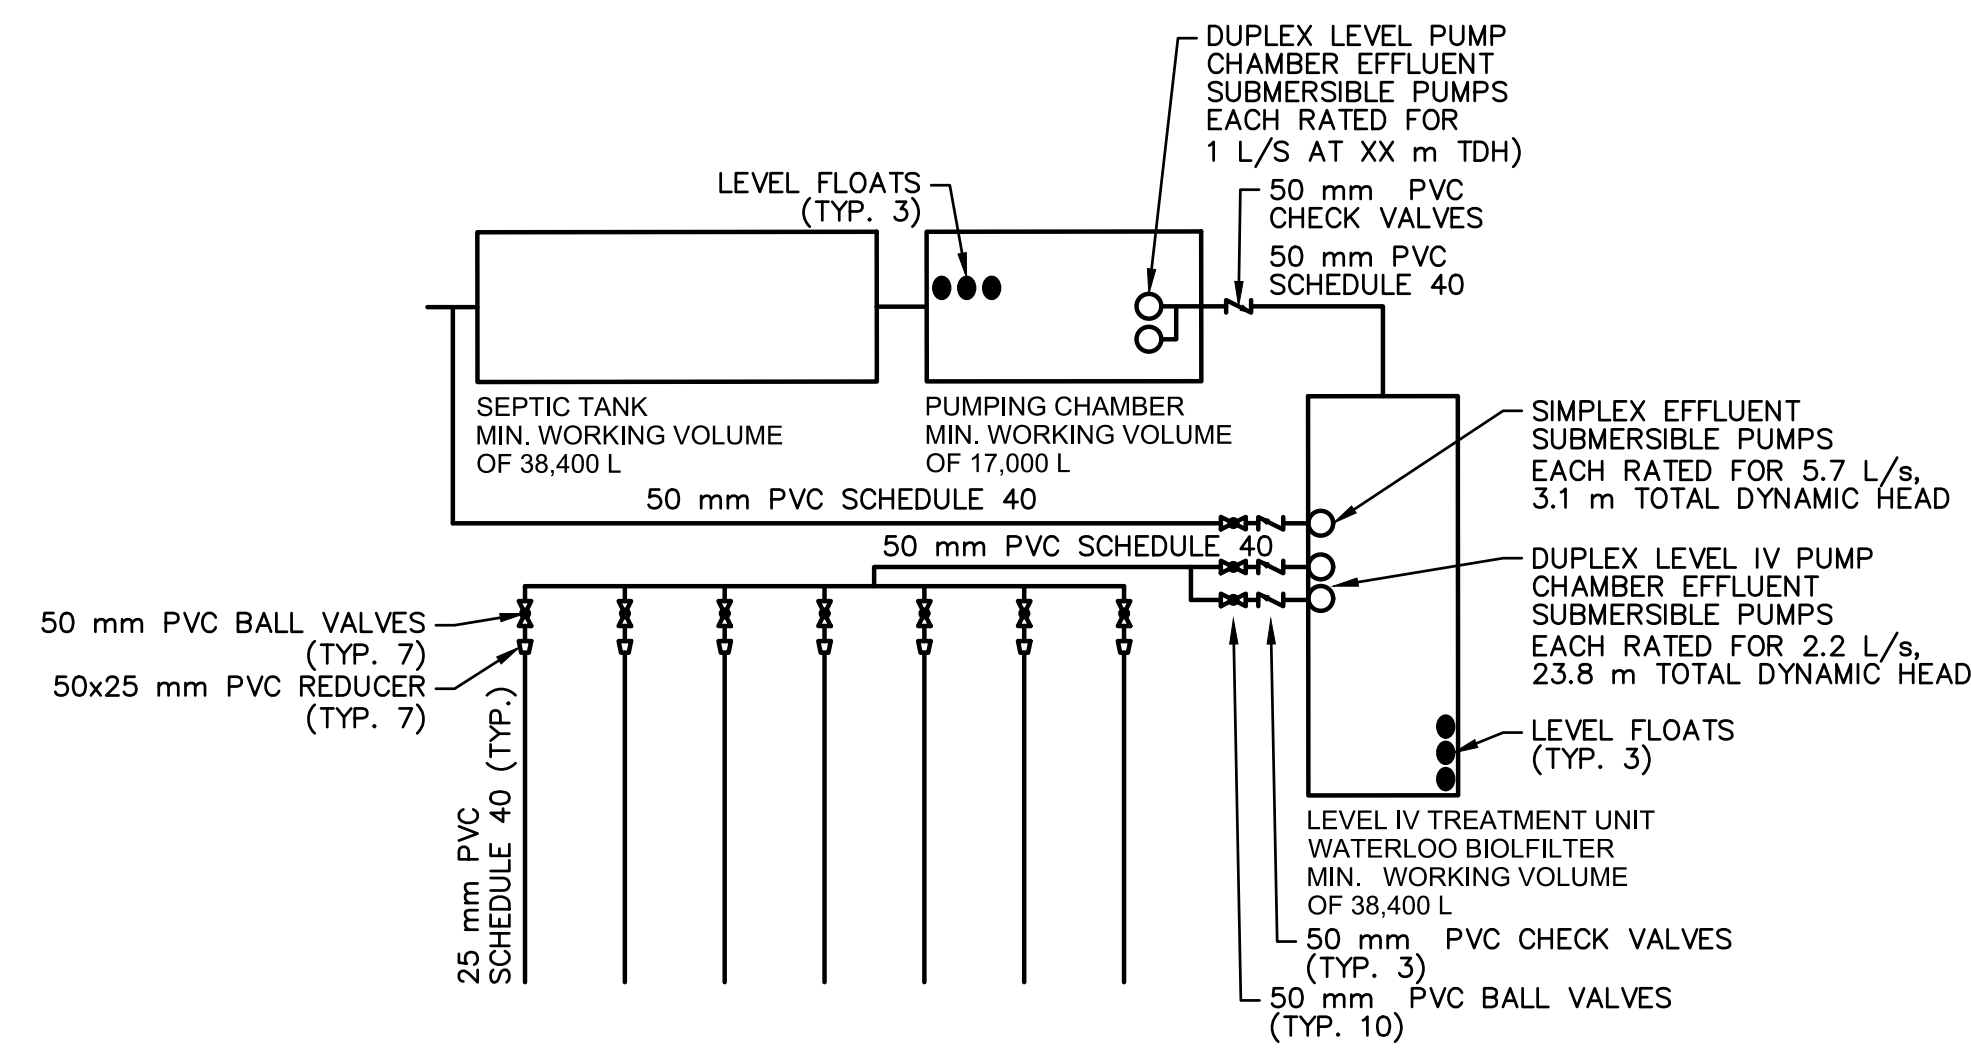 DUPLEX LEVEL PUMP
CHAMBER EFFLUENT
SUBMERSIBLE PUMPS
EACH RATED FOR
1 L/S AT XX m TDH)
LEVEL FLOATS
(TYP. 3)
50 mm PVC
CHECK VALVES
50 mm PVC
SCHEDULE 40
SEPTIC TANK
MIN. WORKING VOLUME
OF 38,400 L
PUMPING CHAMBER
MIN. WORKING VOLUME
OF 17,000 L
SIMPLEX EFFLUENT
SUBMERSIBLE PUMPS
EACH RATED FOR 5.7 L/s,
3.1 m TOTAL DYNAMIC HEAD
50 mm PVC SCHEDULE 40
50 mm PVC SCHEDULE 40
DUPLEX LEVEL IV PUMP
CHAMBER EFFLUENT
SUBMERSIBLE PUMPS
EACH RATED FOR 2.2 L/s,
23.8 m TOTAL DYNAMIC HEAD
50 mm PVC BALL VALVES
(TYP. 7)
50x25 mm PVC REDUCER
(TYP. 7)
25 mm PVC
SCHEDULE 40 (TYP.)
LEVEL FLOATS
(TYP. 3)
LEVEL IV TREATMENT UNIT
WATERLOO BIOLFILTER
MIN. WORKING VOLUME
OF 38,400 L
50 mm PVC CHECK VALVES
(TYP. 3)
50 mm PVC BALL VALVES
(TYP. 10)